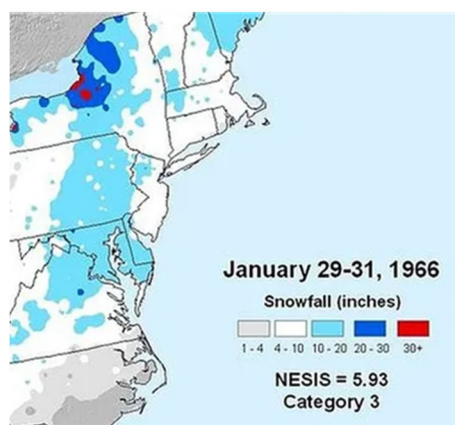 January 29-31, 1966
Snowfall (inches)
1 - 4 4 - 10 10 - 20 20 - 30 30+
NESIS = 5.93
Category 3